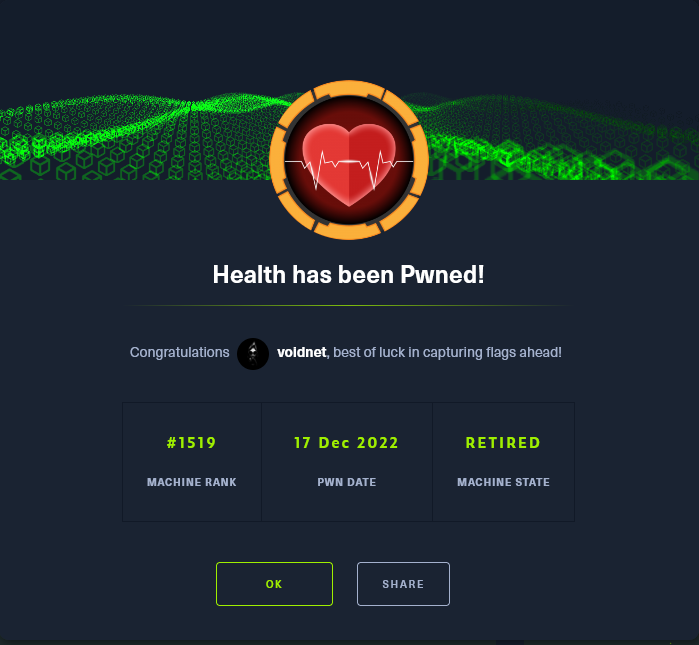 Health has been Pwned!
Congratulations voidnet, best of luck in capturing flags ahead!
#1519 17 Dec 2022 RETIRED
MACHINE RANK PWN DATE MACHINE STATE
OK SHARE